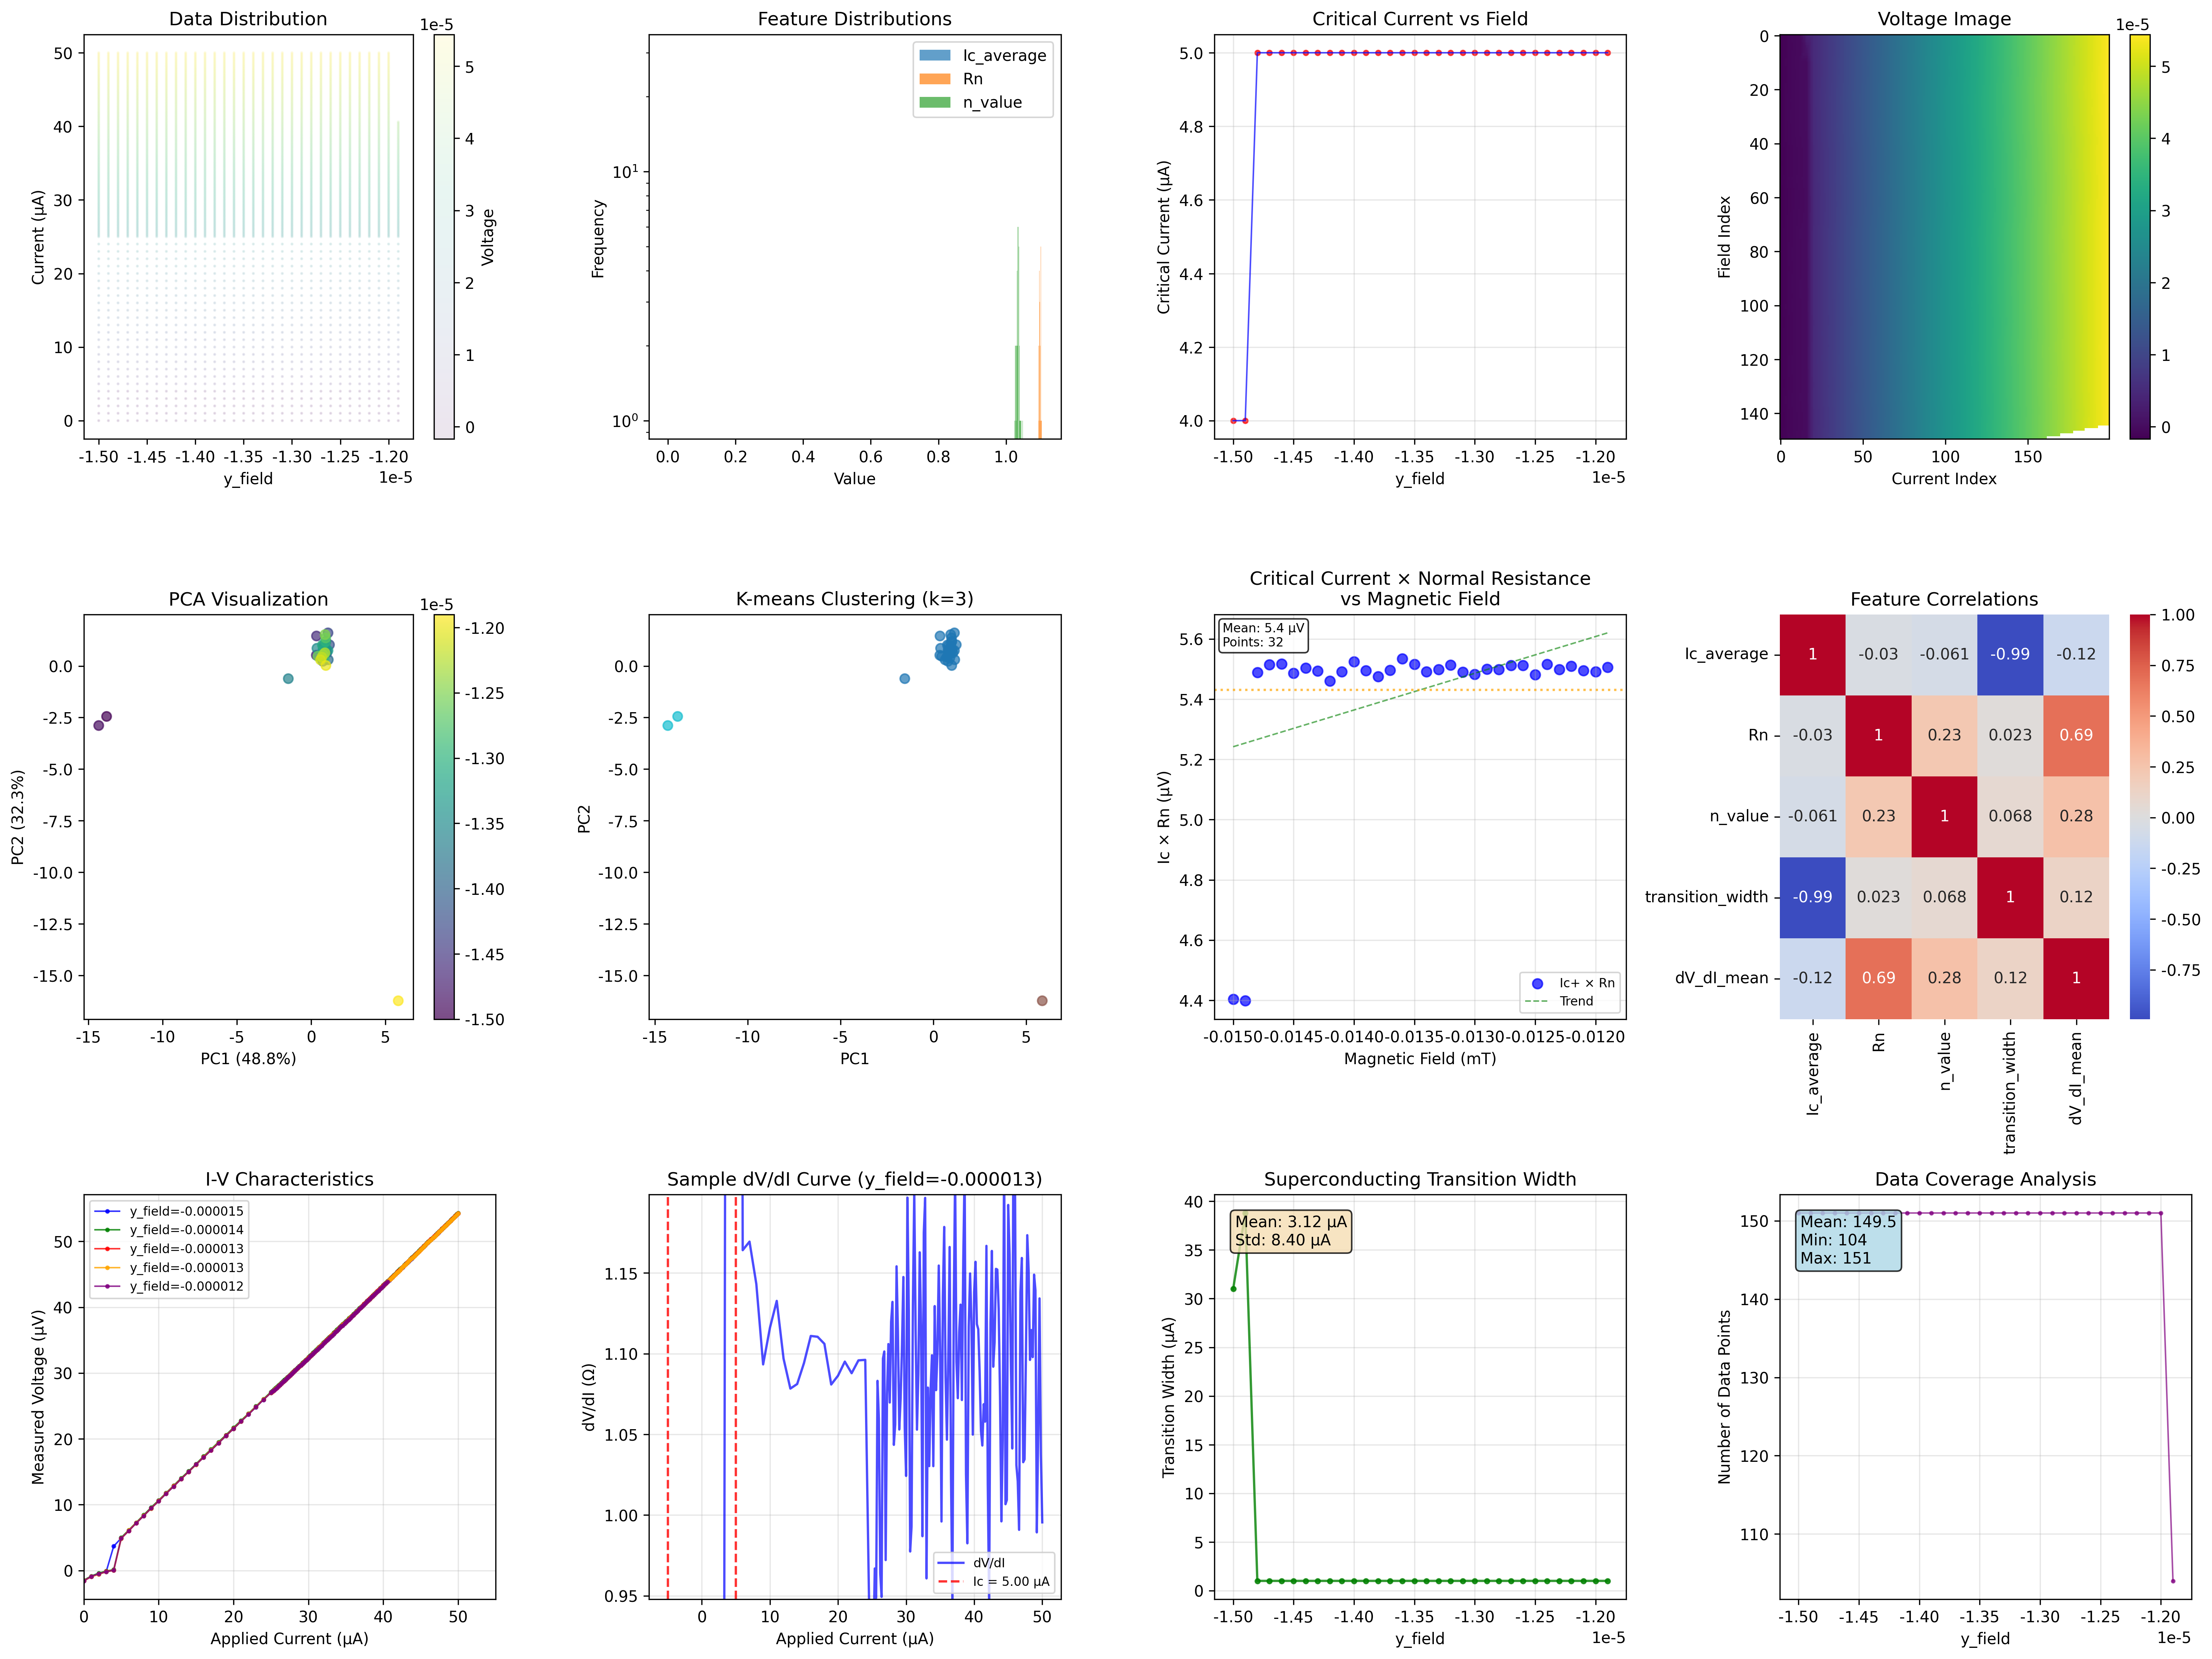 Data Distribution
1e-5
50
40
30
20
10
0
Current (µA)
-1.50 -1.45 -1.40 -1.35 -1.30 -1.25 -1.20
1e-5
y_field
5
4
3
2
1
0
Voltage
Feature Distributions
Ic_average
Rn
n_value
10¹
10⁰
Frequency
0.0 0.2 0.4 0.6 0.8 1.0
Value
Critical Current vs Field
5.0
4.8
4.6
4.4
4.2
4.0
Critical Current (µA)
-1.50 -1.45 -1.40 -1.35 -1.30 -1.25 -1.20
1e-5
y_field
Voltage Image
1e-5
0
20
40
60
80
100
120
140
Field Index
0 50 100 150
Current Index
5
4
3
2
1
0
PCA Visualization
1e-5
0.0
-2.5
-5.0
-7.5
-10.0
-12.5
-15.0
PC2 (32.3%)
-15 -10 -5 0 5
PC1 (48.8%)
-1.20
-1.25
-1.30
-1.35
-1.40
-1.45
-1.50
K-means Clustering (k=3)
0.0
-2.5
-5.0
-7.5
-10.0
-12.5
-15.0
PC2
-15 -10 -5 0 5
PC1
Critical Current × Normal Resistance
vs Magnetic Field
Mean: 5.4 µV
Points: 32
5.6
5.4
5.2
5.0
4.8
4.6
4.4
Ic × Rn (µV)
Ic+ × Rn
Trend
-0.0150 -0.0145 -0.0140 -0.0135 -0.0130 -0.0125 -0.0120
Magnetic Field (mT)
Feature Correlations
Ic_average 1 -0.03 -0.061 -0.99 -0.12
Rn -0.03 1 0.23 0.023 0.69
n_value -0.061 0.23 1 0.068 0.28
transition_width -0.99 0.023 0.068 1 0.12
dV_dI_mean -0.12 0.69 0.28 0.12 1
Ic_average
Rn
n_value
transition_width
dV_dI_mean
1.00
0.75
0.50
0.25
0.00
-0.25
-0.50
-0.75
I-V Characteristics
y_field=-0.000015
y_field=-0.000014
y_field=-0.000013
y_field=-0.000013
y_field=-0.000012
50
40
30
20
10
0
Measured Voltage (µV)
0 10 20 30 40 50
Applied Current (µA)
Sample dV/dI Curve (y_field=-0.000013)
1.15
1.10
1.05
1.00
0.95
dV/dI (Ω)
dV/dI
Ic = 5.00 µA
0 10 20 30 40 50
Applied Current (µA)
Superconducting Transition Width
Mean: 3.12 µA
Std: 8.40 µA
40
35
30
25
20
15
10
5
0
Transition Width (µA)
-1.50 -1.45 -1.40 -1.35 -1.30 -1.25 -1.20
1e-5
y_field
Data Coverage Analysis
Mean: 149.5
Min: 104
Max: 151
150
140
130
120
110
Number of Data Points
-1.50 -1.45 -1.40 -1.35 -1.30 -1.25 -1.20
1e-5
y_field